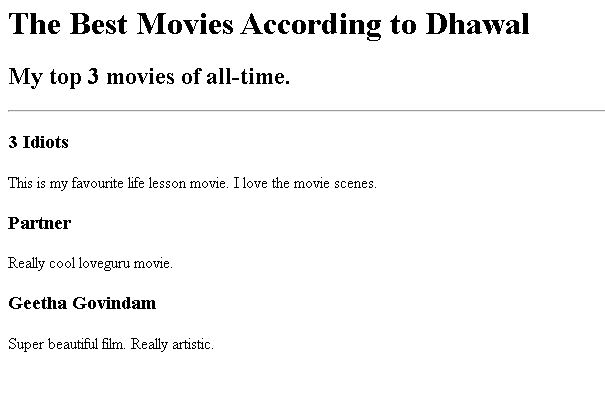 The Best Movies According to Dhawal
My top 3 movies of all-time.
3 Idiots
This is my favourite life lesson movie. I love the movie scenes.
Partner
Really cool loveguru movie.
Geetha Govindam
Super beautiful film. Really artistic.